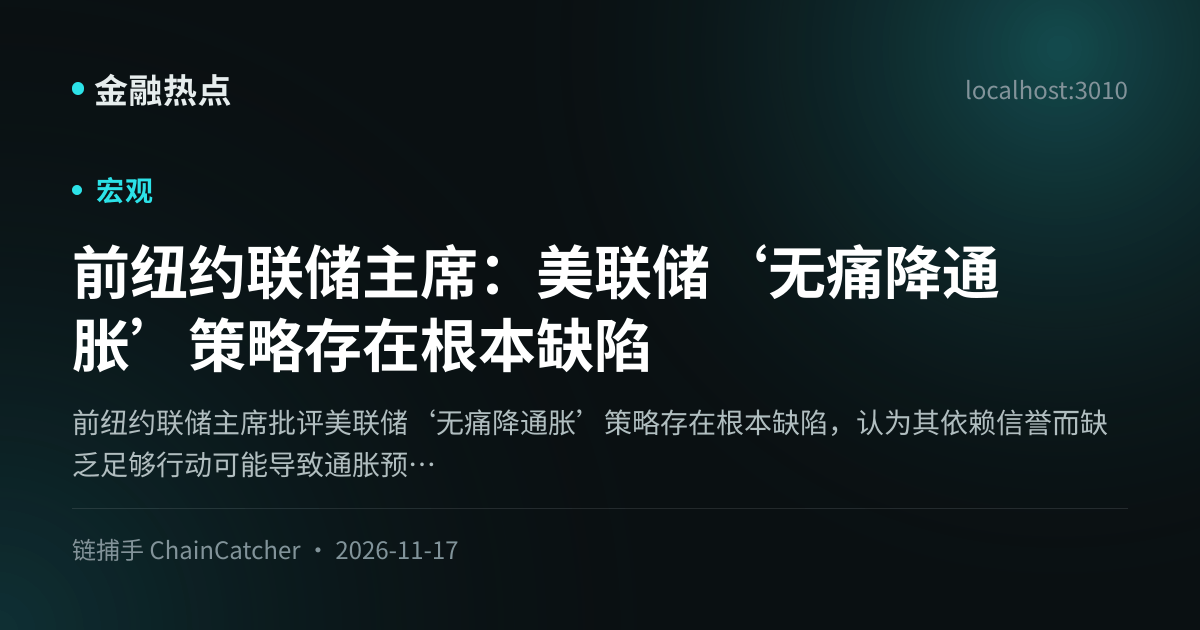 金融热点
localhost:3010
宏观
前纽约联储主席：美联储‘无痛降通
胀’策略存在根本缺陷
前纽约联储主席批评美联储‘无痛降通胀’策略存在根本缺陷，认为其依赖信誉而缺
乏足够行动可能导致通胀预…
链捕手 ChainCatcher · 2026-11-17